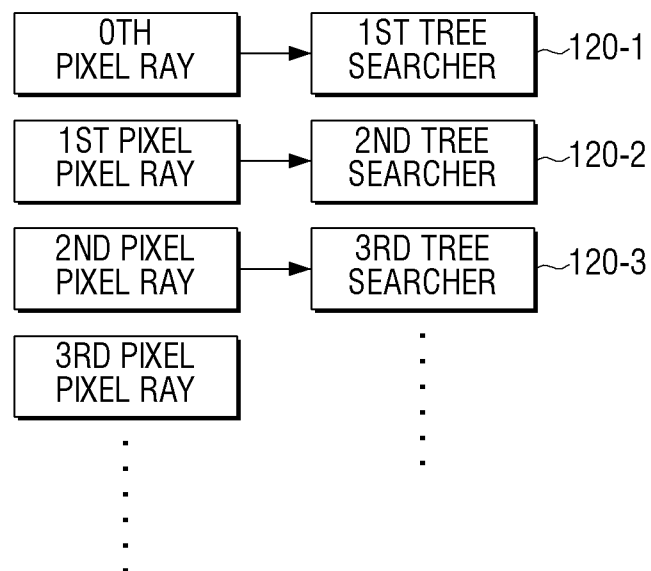 0TH
PIXEL RAY
1ST TREE
SEARCHER
120-1
1ST PIXEL
PIXEL RAY
2ND TREE
SEARCHER
120-2
2ND PIXEL
PIXEL RAY
3RD TREE
SEARCHER
120-3
3RD PIXEL
PIXEL RAY